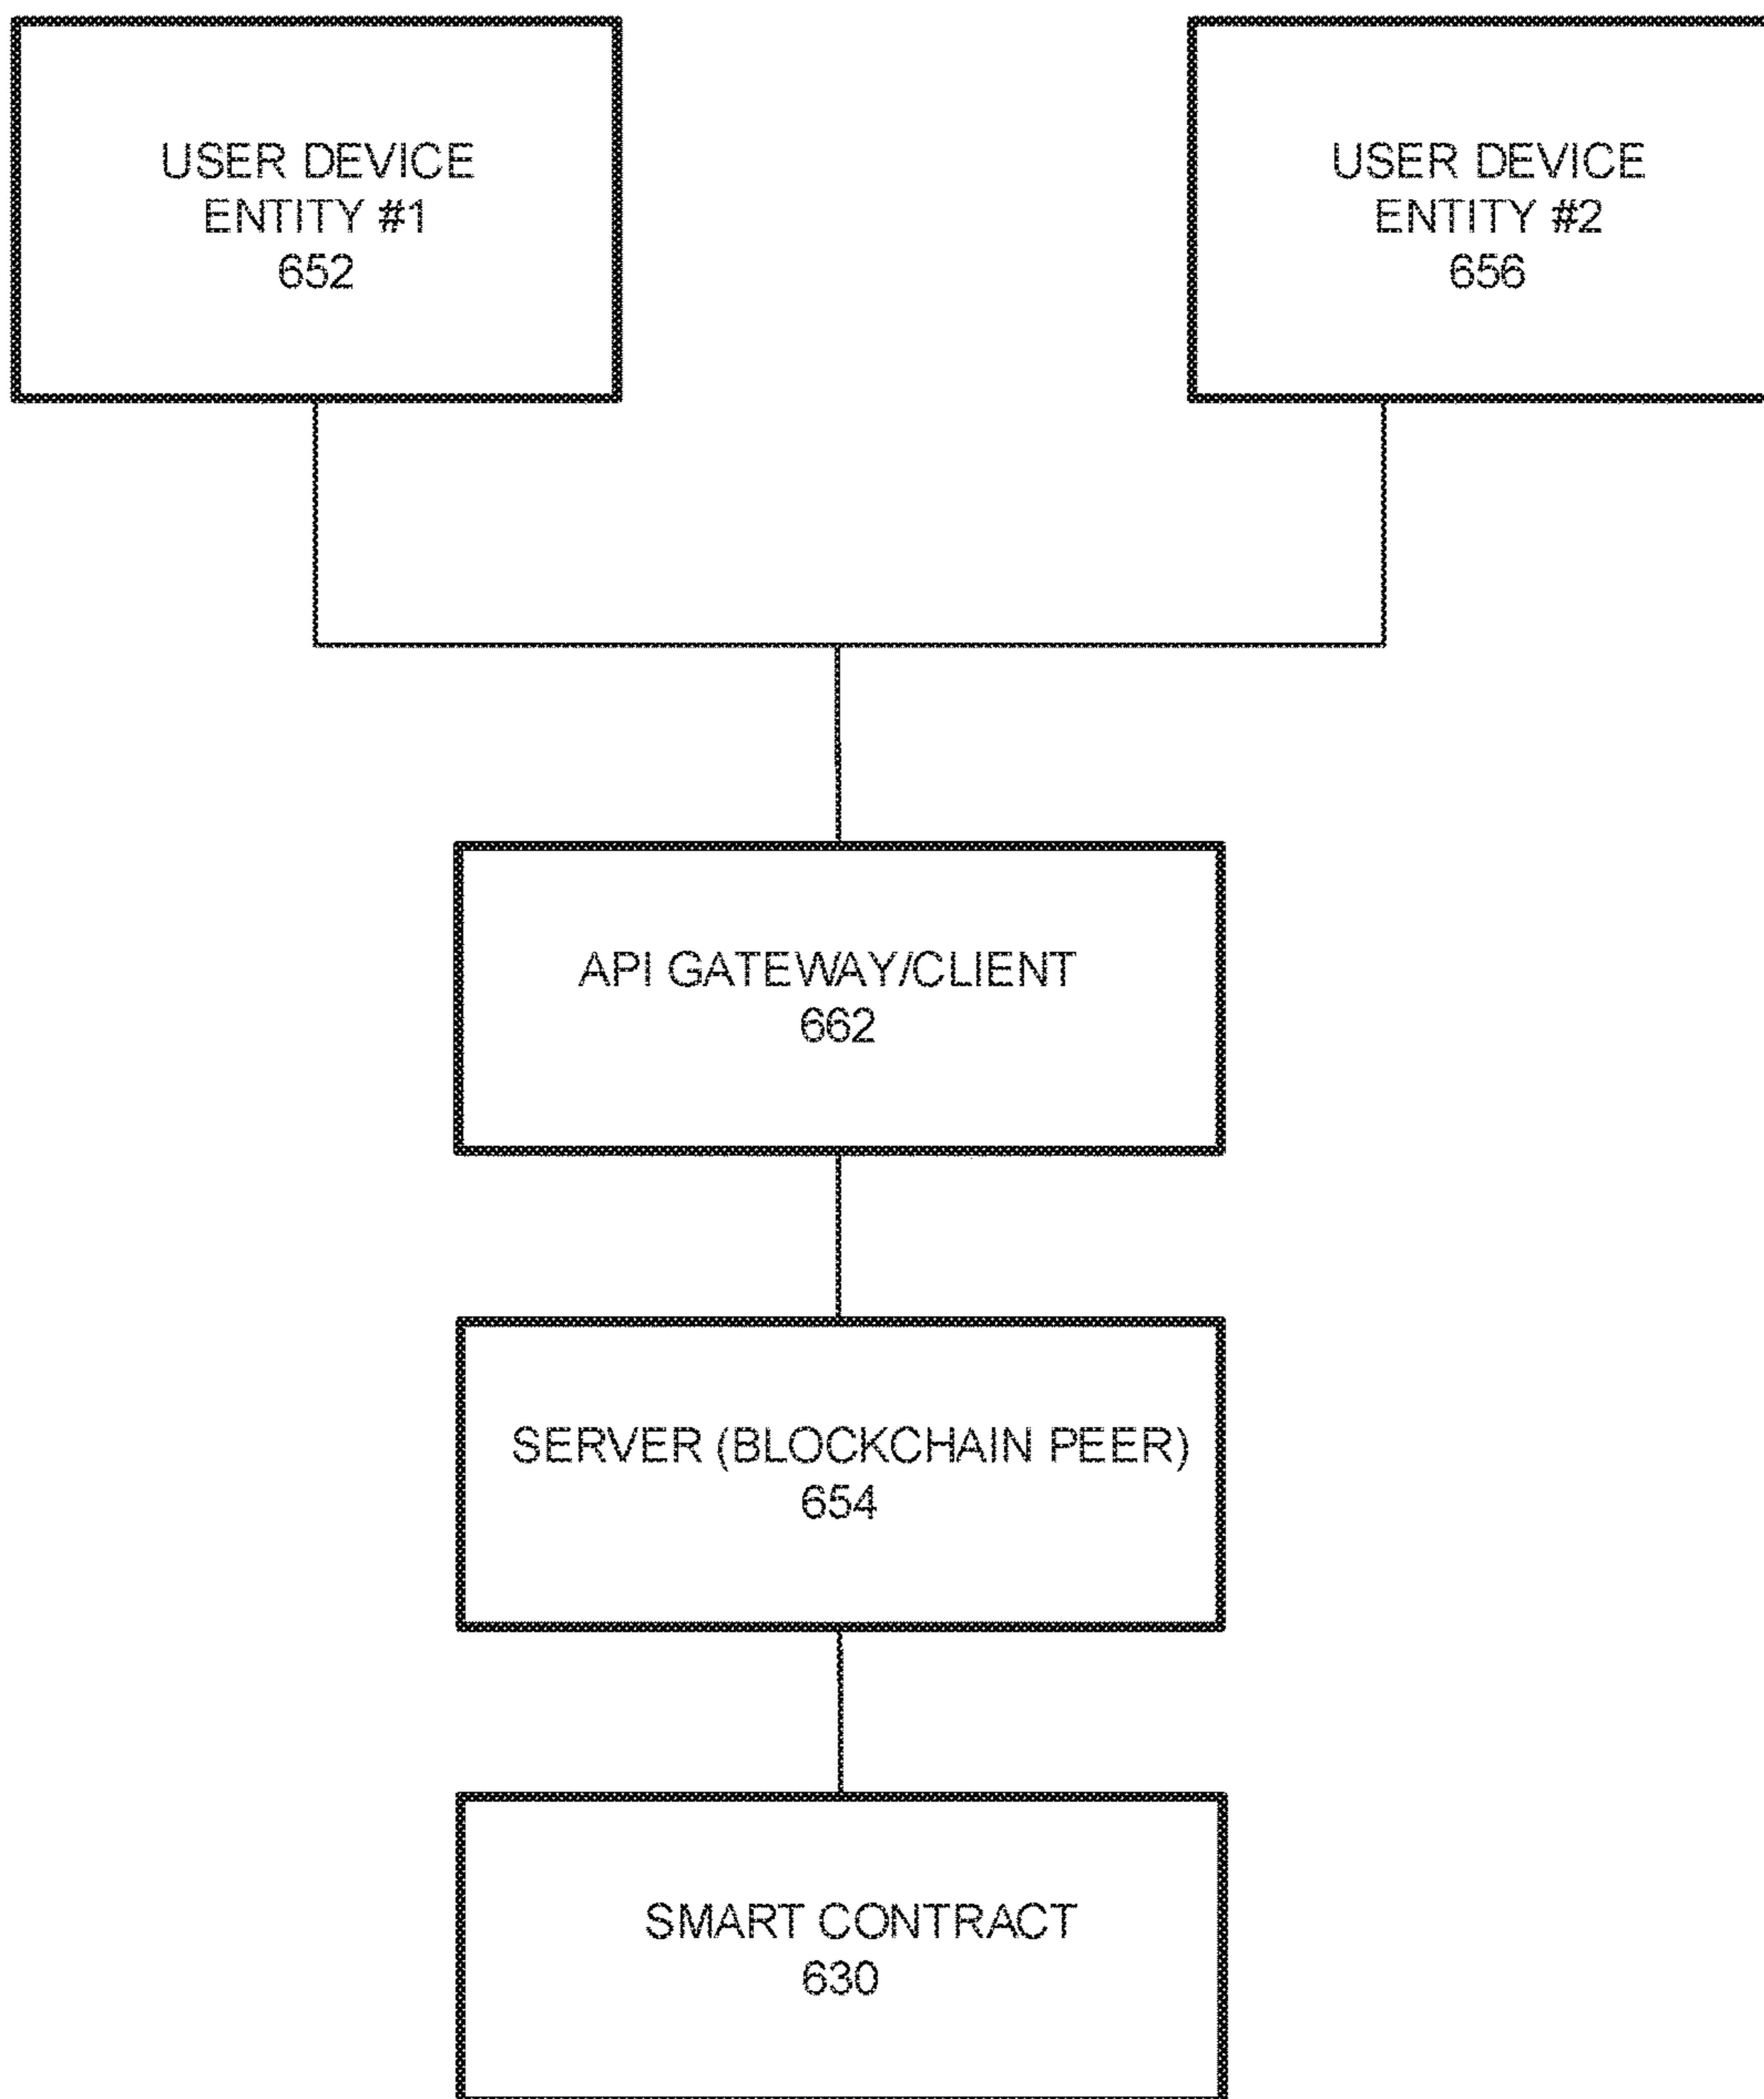 USER DEVICE
ENTITY #1
652
USER DEVICE
ENTITY #2
656
API GATEWAY/CLIENT
662
SERVER (BLOCKCHAIN PEER)
654
SMART CONTRACT
630